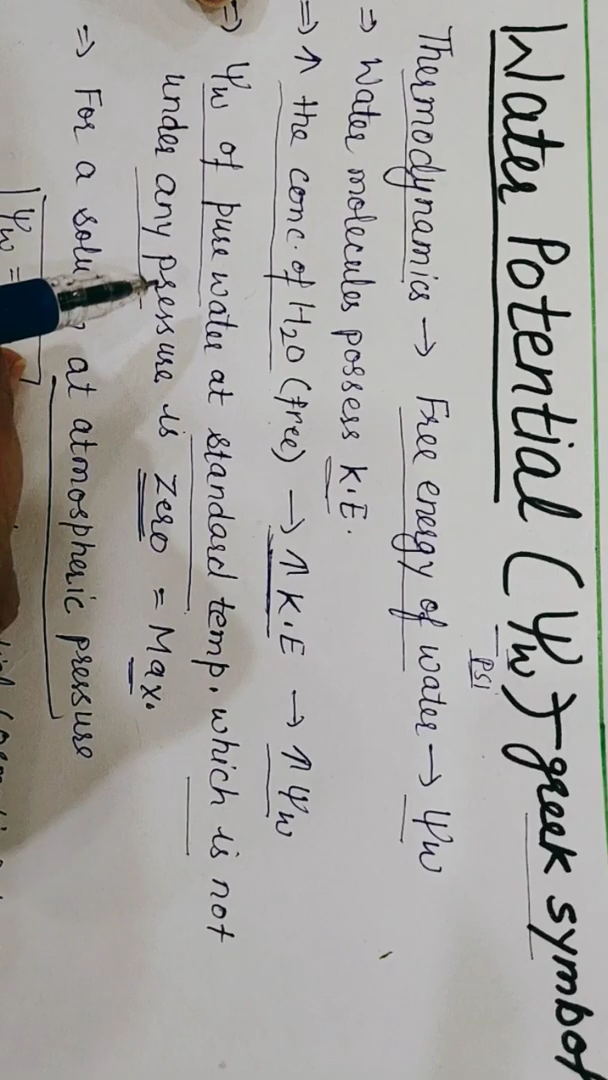 Water Potential (Ψw) → greek symbol
PSI
Thermodynamics → Free energy of water → Ψw
⇒ Water molecules possess K.E.
⇒ ↑ the conc. of H2O (free) → ↑ K.E → ↑ Ψw
⇒ Ψw of pure water at standard temp. which is not
under any pressure is zero = Max.
⇒ For a at atmospheric pressure
Ψw =